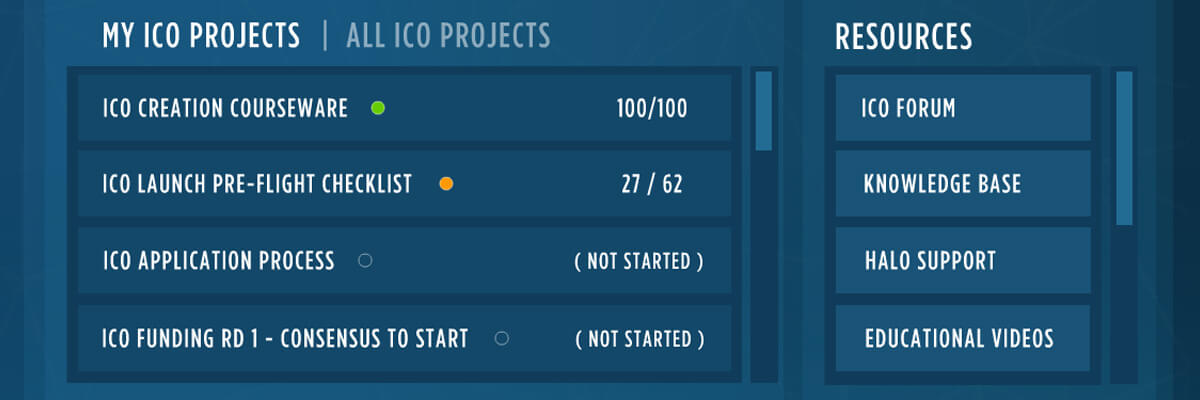 MY ICO PROJECTS | ALL ICO PROJECTS
ICO CREATION COURSEWARE 100/100
ICO LAUNCH PRE-FLIGHT CHECKLIST 27 / 62
ICO APPLICATION PROCESS ( NOT STARTED )
ICO FUNDING RD 1 - CONSENSUS TO START ( NOT STARTED )
RESOURCES
ICO FORUM
KNOWLEDGE BASE
HALO SUPPORT
EDUCATIONAL VIDEOS